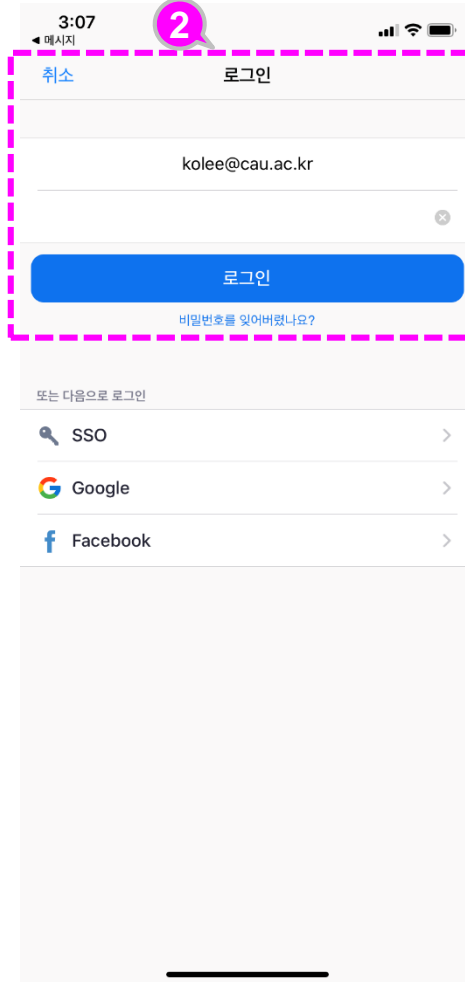 3:07
◀ 메시지
2
취소
로그인
kolee@cau.ac.kr
로그인
비밀번호를 잊어버렸나요?
또는 다음으로 로그인
SSO
Google
Facebook